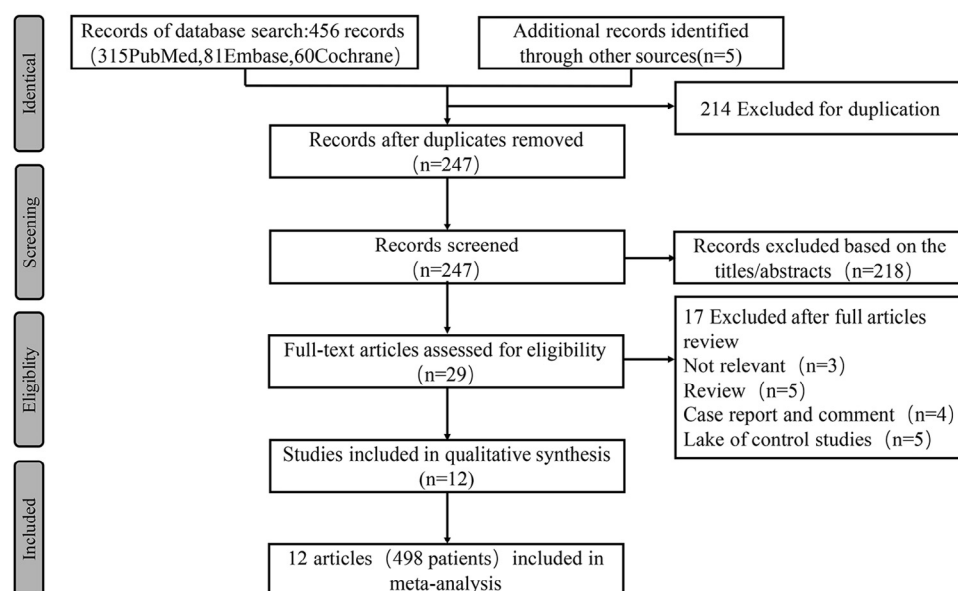 Identical
Records of database search:456 records
(315PubMed,81Embase,60Cochrane)
Additional records identified
through other sources(n=5)
214 Excluded for duplication
Records after duplicates removed
(n=247)
Screening
Records screened
(n=247)
Records excluded based on the
titles/abstracts (n=218)
Eligiblity
Full-text articles assessed for eligibility
(n=29)
17 Excluded after full articles
review
Not relevant (n=3)
Review (n=5)
Case report and comment (n=4)
Lake of control studies (n=5)
Studies included in qualitative synthesis
(n=12)
Included
12 articles (498 patients) included in
meta-analysis